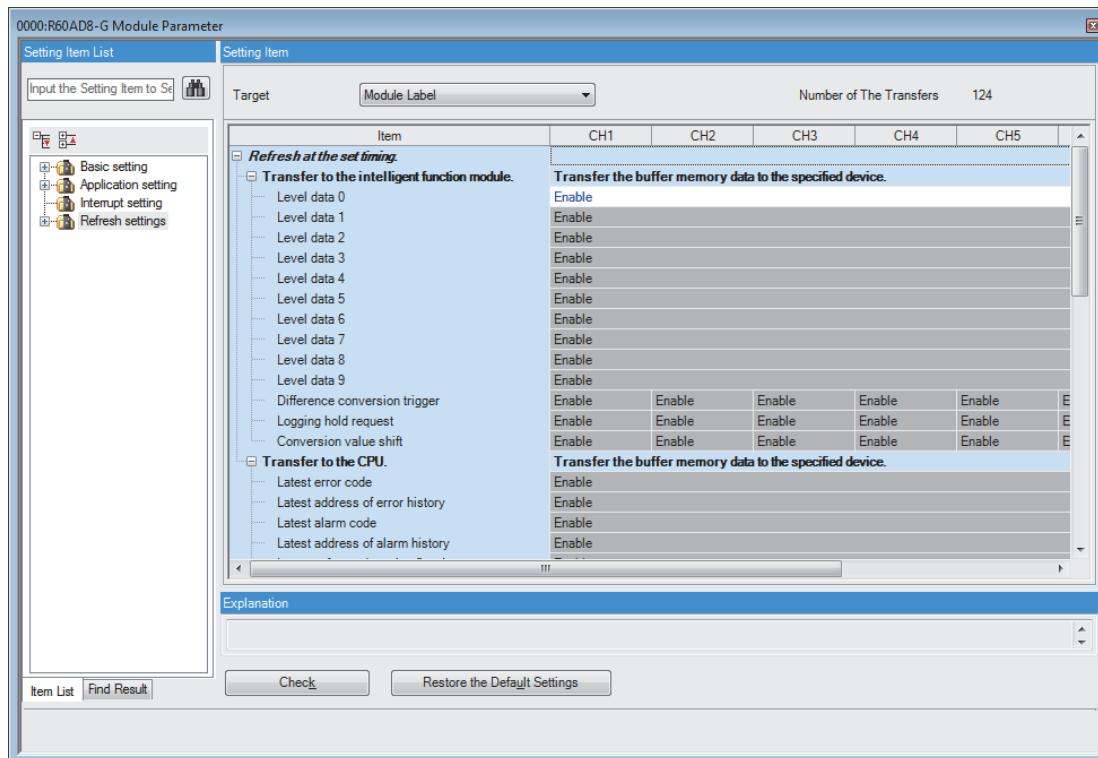 0000:R60AD8-G Module Parameter
Setting Item List
Input the Setting Item to Se
Basic setting
Application setting
Interrupt setting
Refresh settings
Item List
Find Result
Setting Item
Target Module Label Number of The Transfers 124
Item CH1 CH2 CH3 CH4 CH5
Refresh at the set timing.
Transfer to the intelligent function module. Transfer the buffer memory data to the specified device.
Level data 0 Enable
Level data 1 Enable
Level data 2 Enable
Level data 3 Enable
Level data 4 Enable
Level data 5 Enable
Level data 6 Enable
Level data 7 Enable
Level data 8 Enable
Level data 9 Enable
Difference conversion trigger Enable Enable Enable Enable Enable E
Logging hold request Enable Enable Enable Enable Enable E
Conversion value shift Enable Enable Enable Enable Enable E
Transfer to the CPU. Transfer the buffer memory data to the specified device.
Latest error code Enable
Latest address of error history Enable
Latest alarm code Enable
Latest address of alarm history Enable
Explanation
Check Restore the Default Settings